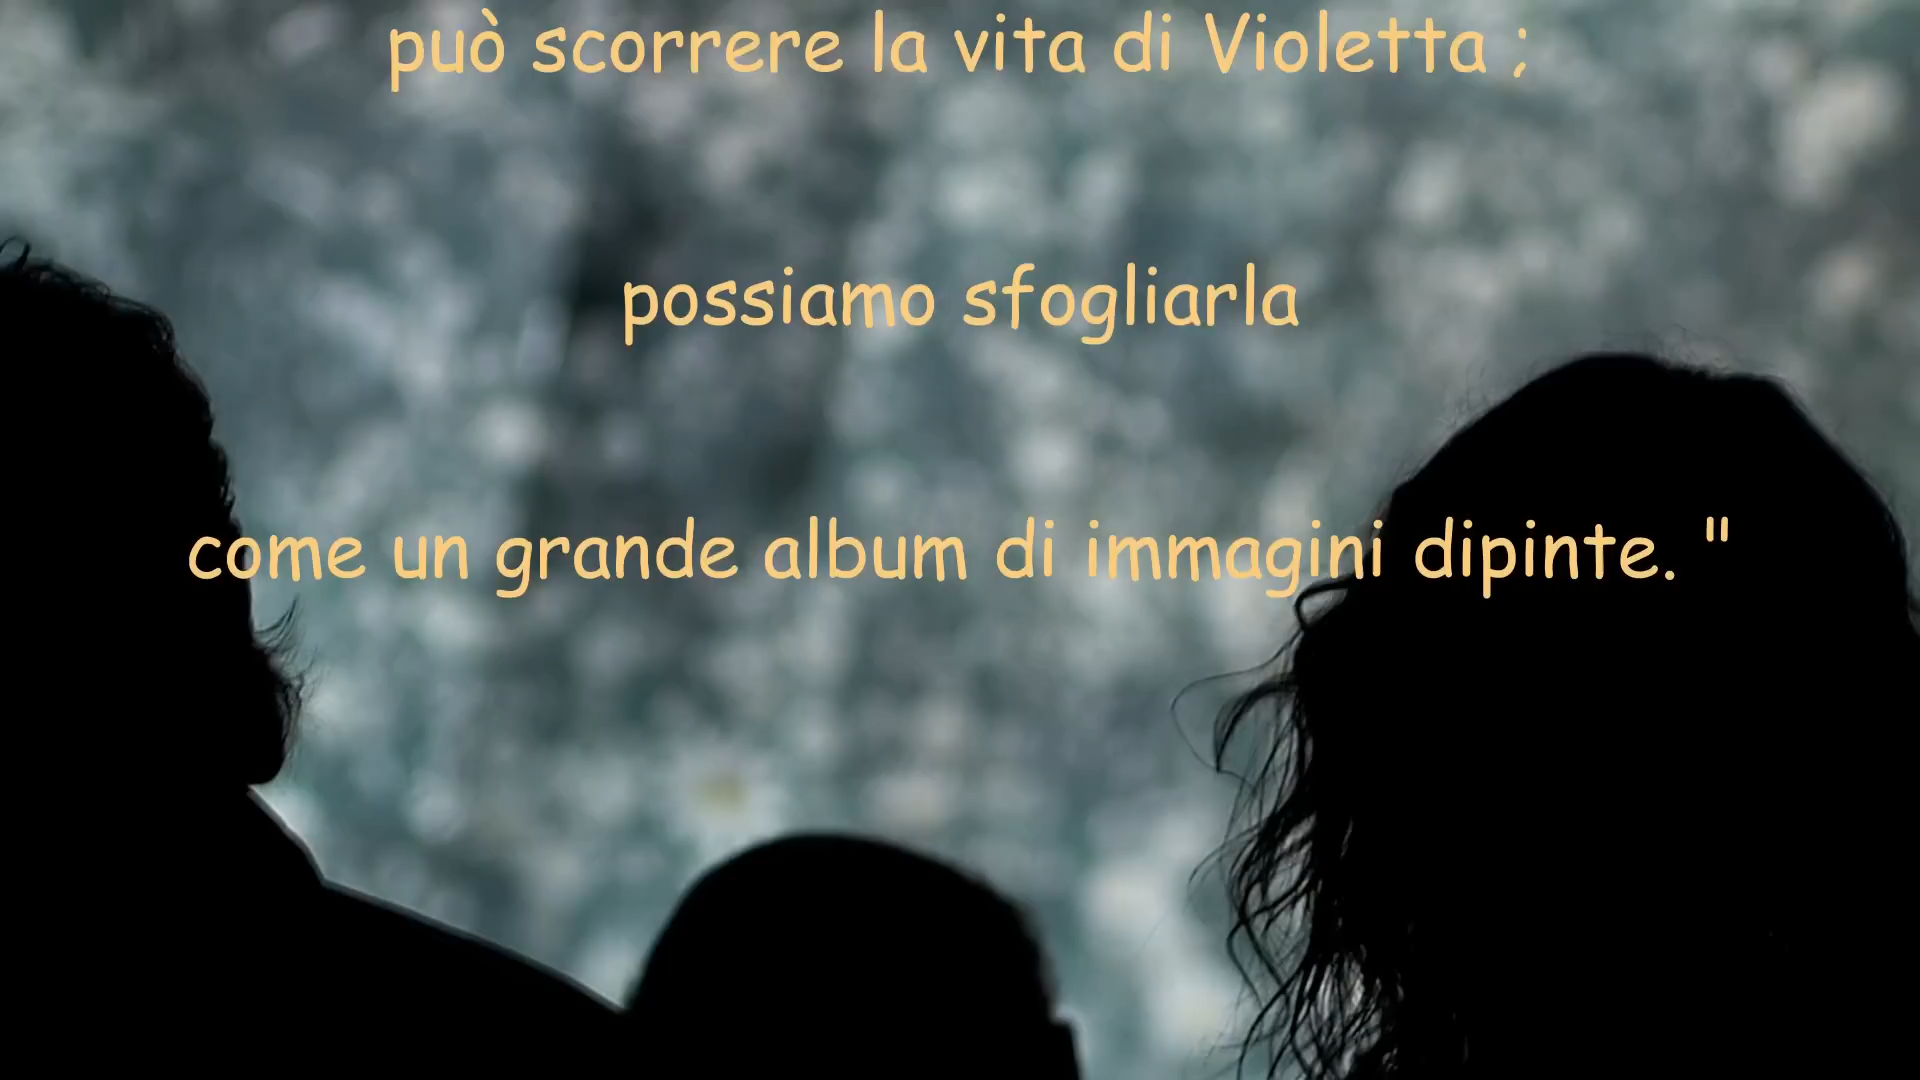 può scorrere la vita di Violetta ;
possiamo sfogliarla
come un grande album di immagini dipinte. "